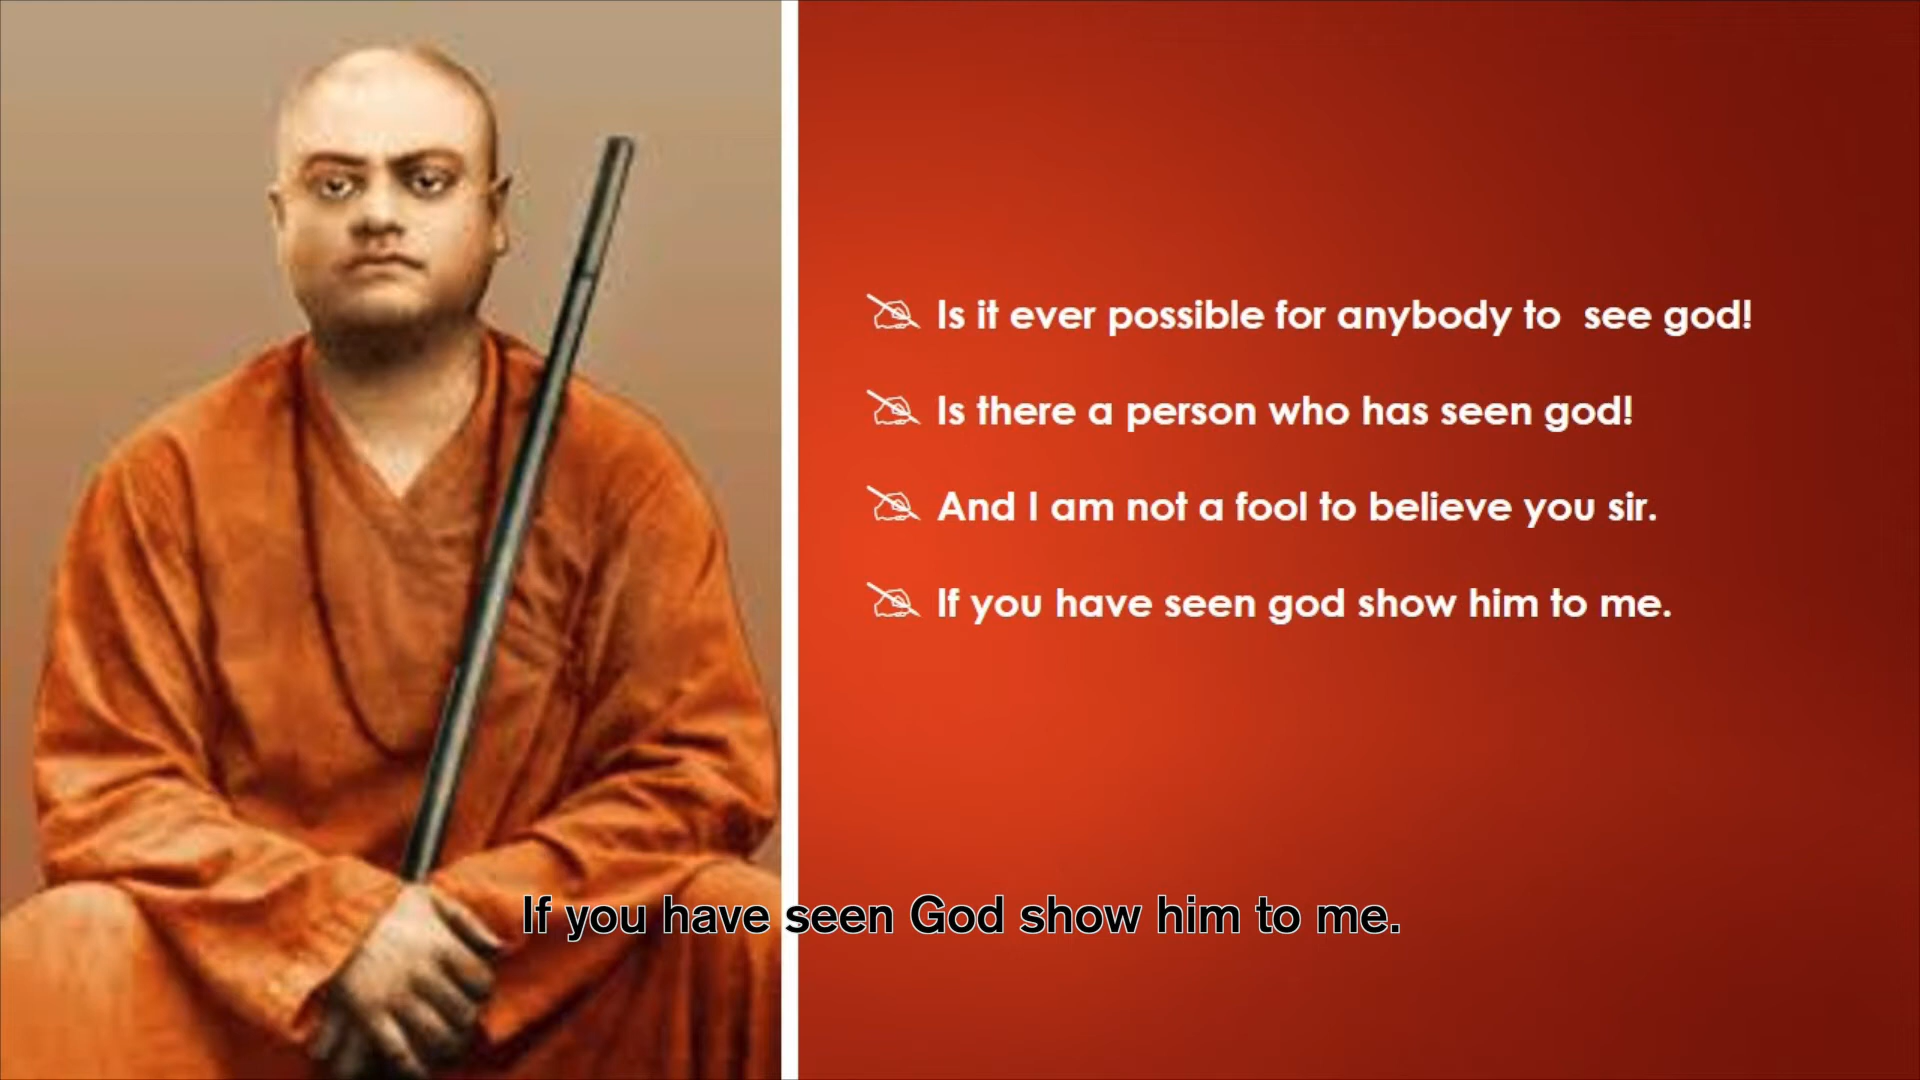 Is it ever possible for anybody to see god!
Is there a person who has seen god!
And I am not a fool to believe you sir.
If you have seen god show him to me.
If you have seen God show him to me.